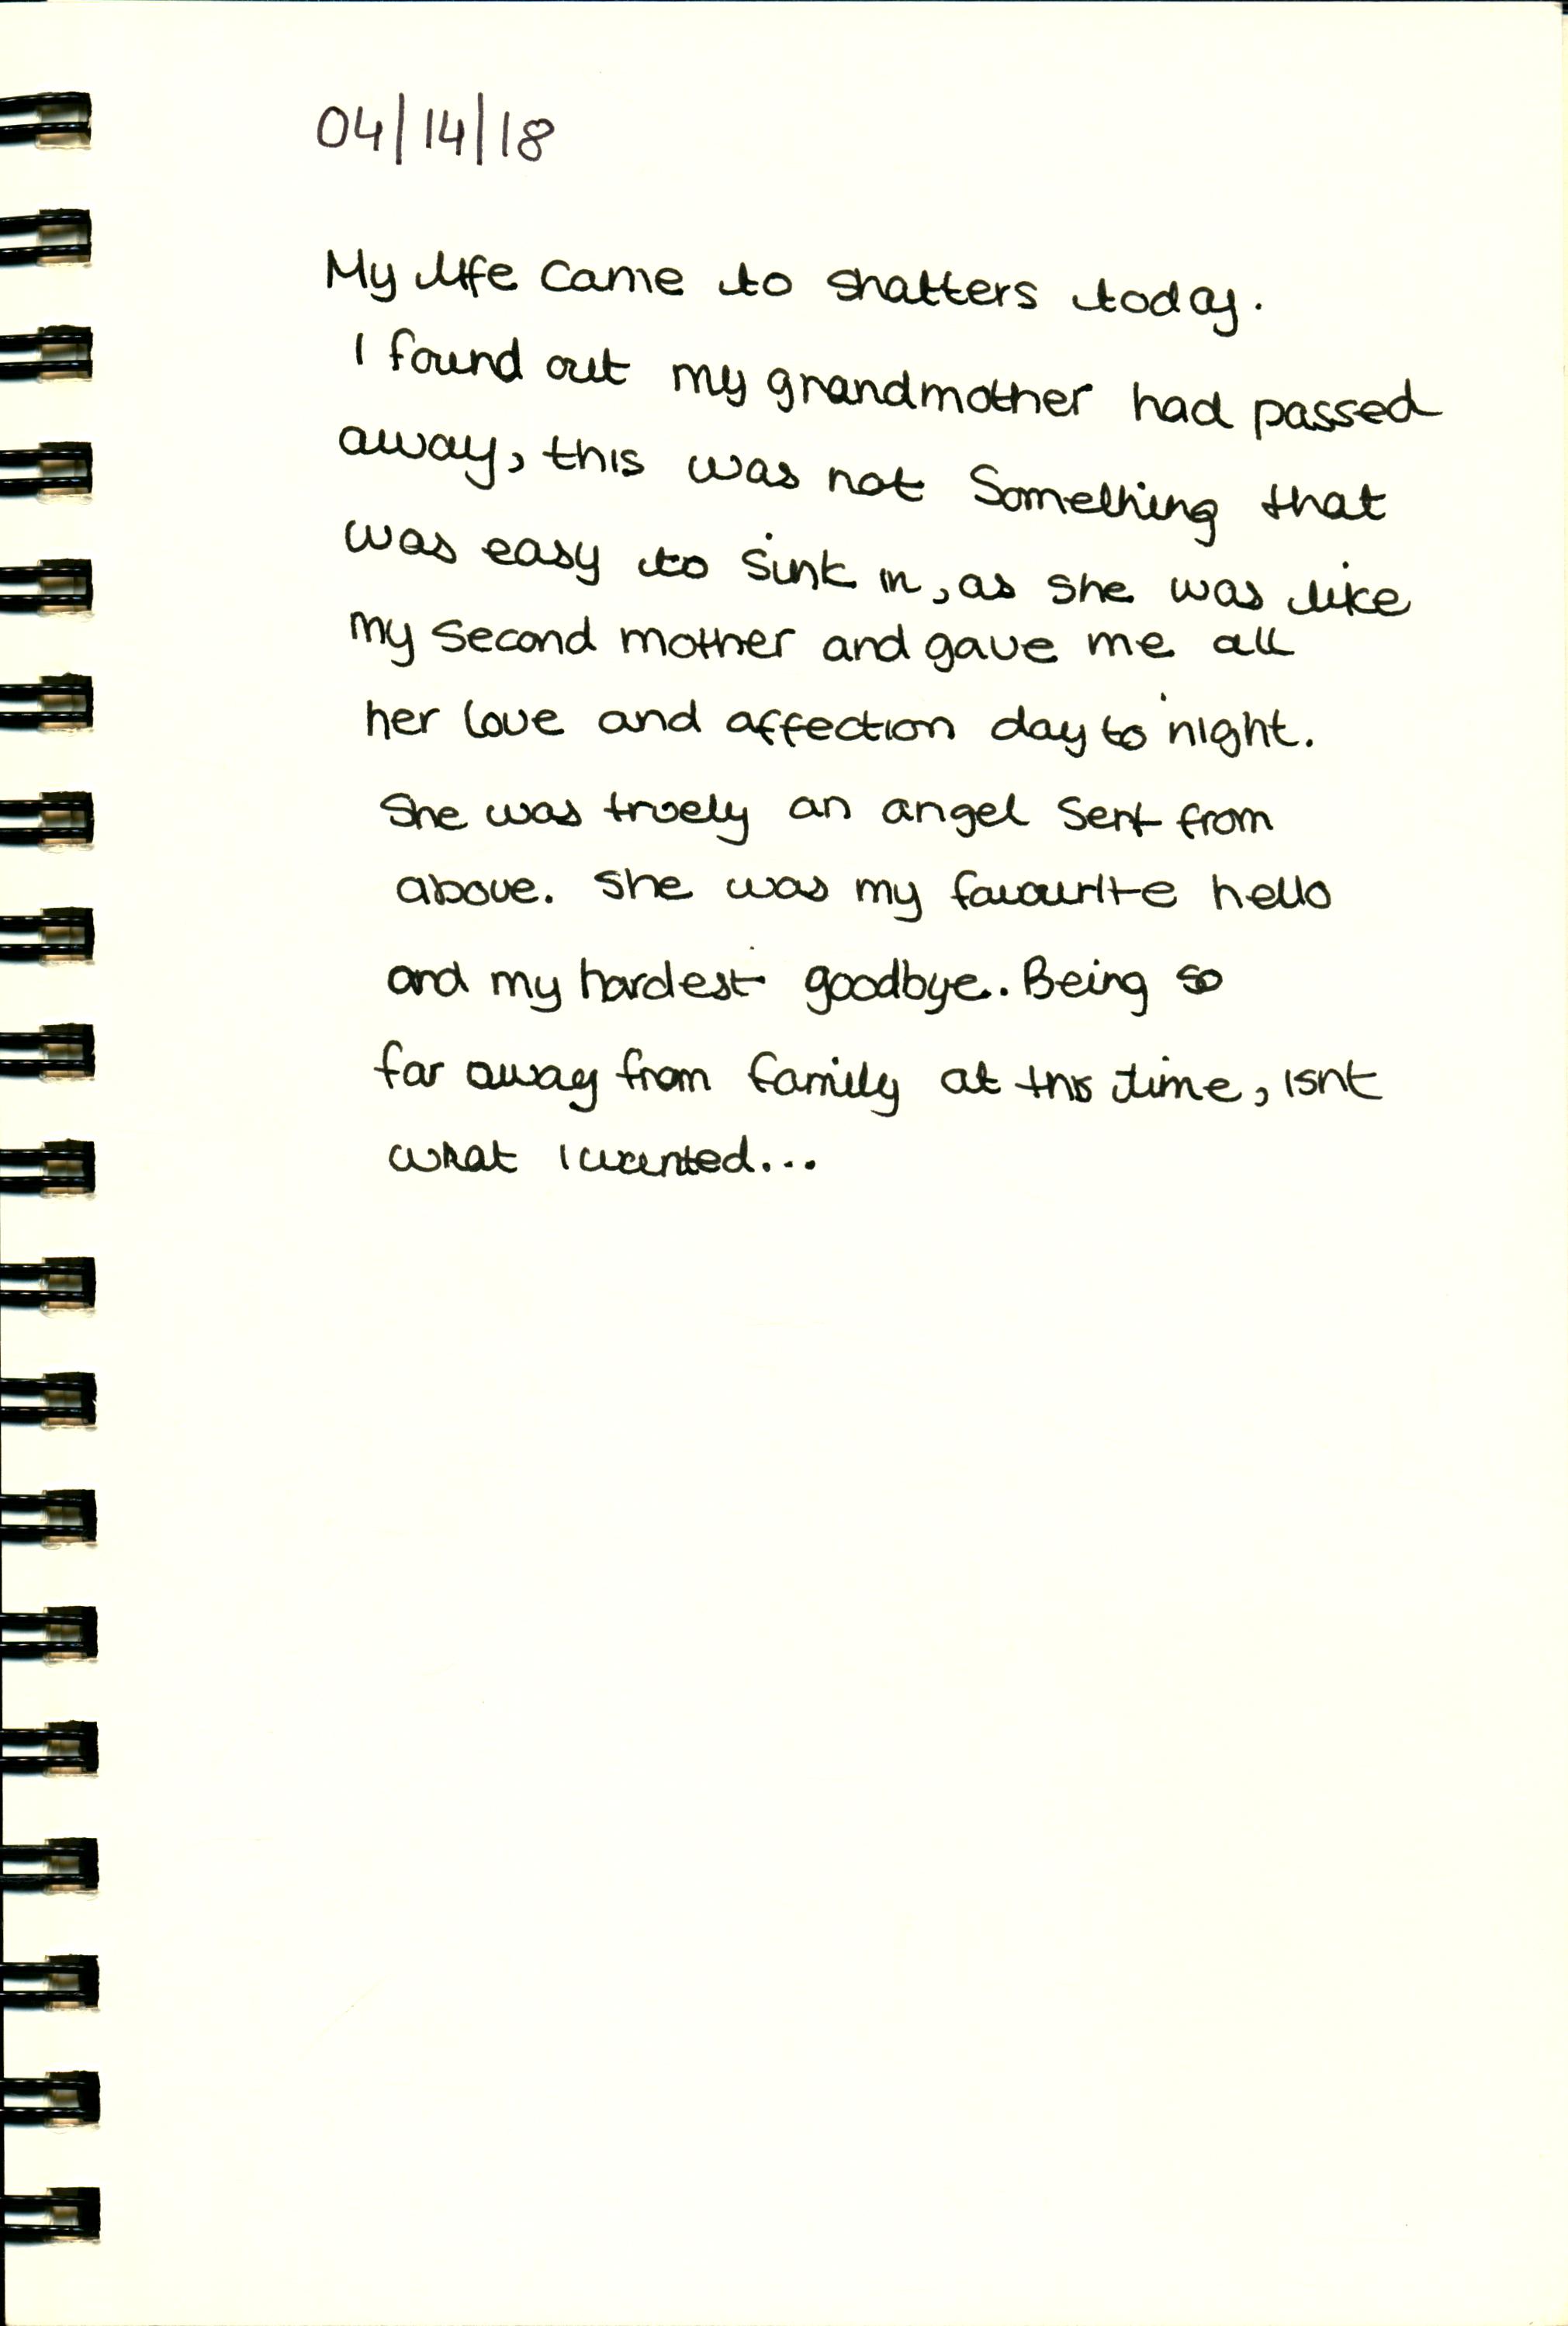 04/14/18
My life came to shatters today.
I found out my grandmother had passed
away, this was not something that
was easy to sink in, as she was like
my second mother and gave me all
her love and affection day to night.
She was truely an angel sent from
above. She was my favourite hello
and my hardest goodbye. Being so
far away from family at this time, isnt
what I wanted...